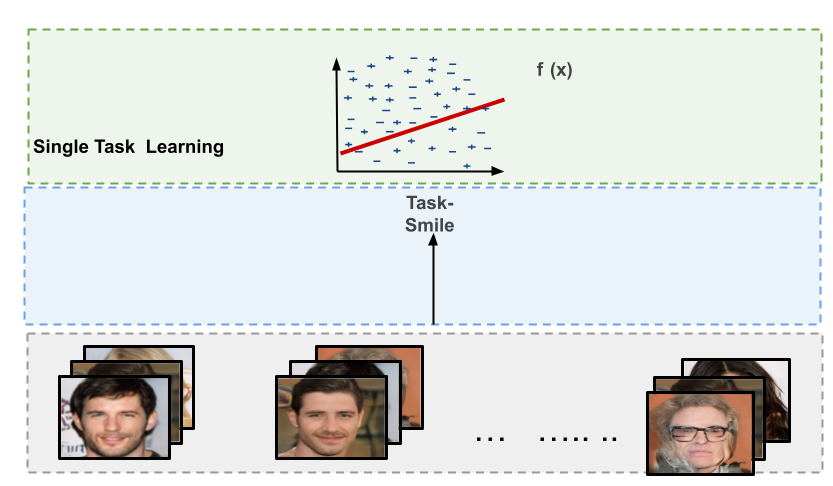 f (x)
Single Task Learning
Task-
Smile
... ..... ..